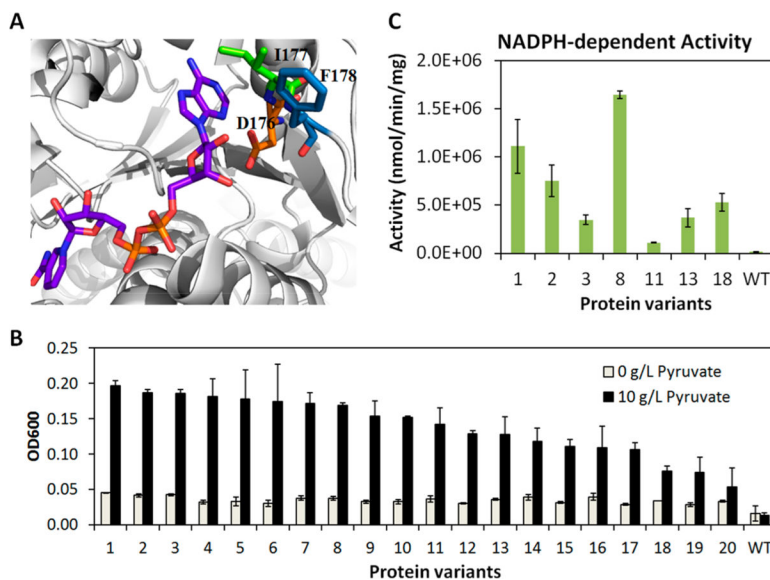 A
I177
F178
D176
C
NADPH-dependent Activity
Activity (nmol/min/mg)
2.0E+06
1.5E+06
1.0E+06
5.0E+05
0.0E+00
1 2 3 8 11 13 18 WT
Protein variants
B
OD600
0.25
0.20
0.15
0.10
0.05
0.00
0 g/L Pyruvate
10 g/L Pyruvate
1 2 3 4 5 6 7 8 9 10 11 12 13 14 15 16 17 18 19 20 WT
Protein variants